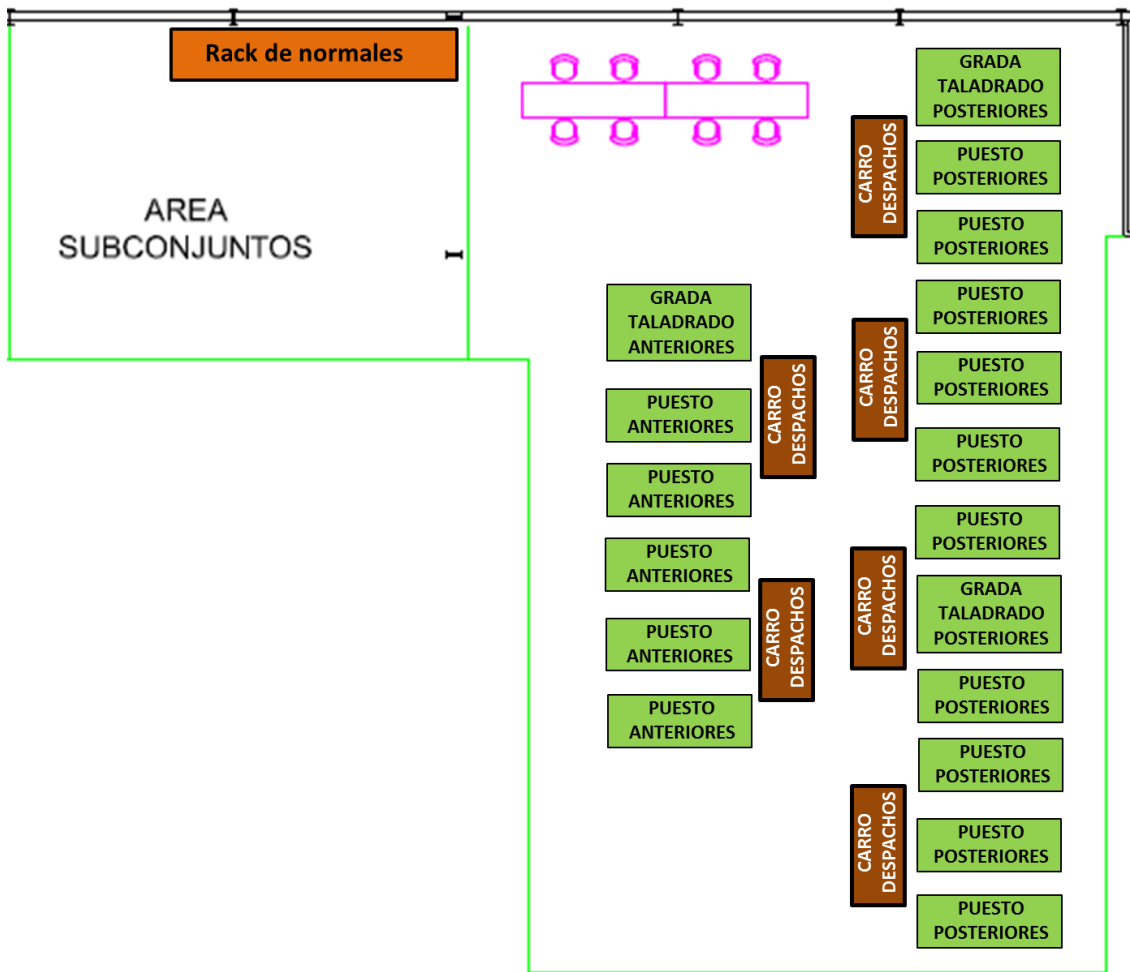 Rack de normales
AREA
SUBCONJUNTOS
GRADA
TALADRADO
ANTERIORES
PUESTO
ANTERIORES
PUESTO
ANTERIORES
PUESTO
ANTERIORES
PUESTO
ANTERIORES
PUESTO
ANTERIORES
CARRO
DESPACHOS
CARRO
DESPACHOS
CARRO
DESPACHOS
CARRO
DESPACHOS
CARRO
DESPACHOS
CARRO
DESPACHOS
GRADA
TALADRADO
POSTERIORES
PUESTO
POSTERIORES
PUESTO
POSTERIORES
PUESTO
POSTERIORES
PUESTO
POSTERIORES
PUESTO
POSTERIORES
PUESTO
POSTERIORES
GRADA
TALADRADO
POSTERIORES
PUESTO
POSTERIORES
PUESTO
POSTERIORES
PUESTO
POSTERIORES
PUESTO
POSTERIORES